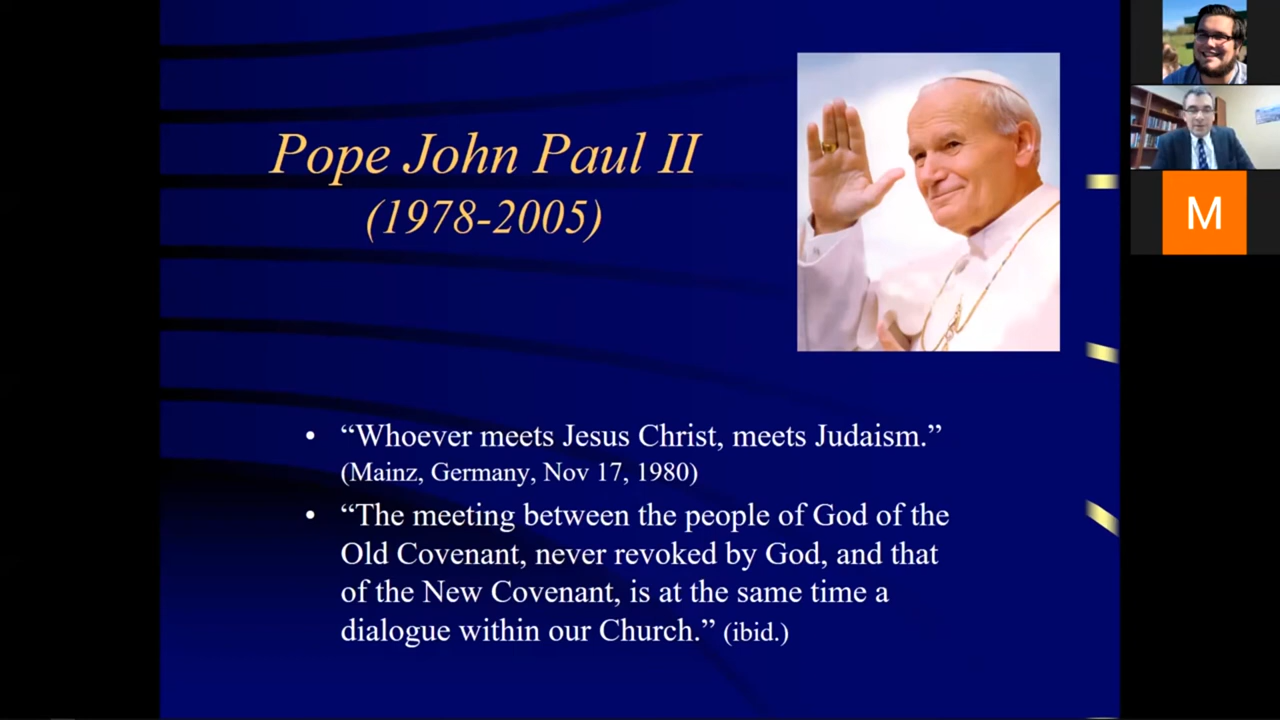 Pope John Paul II
(1978-2005)
• “Whoever meets Jesus Christ, meets Judaism.”
(Mainz, Germany, Nov 17, 1980)
• “The meeting between the people of God of the
Old Covenant, never revoked by God, and that
of the New Covenant, is at the same time a
dialogue within our Church.” (ibid.)
M